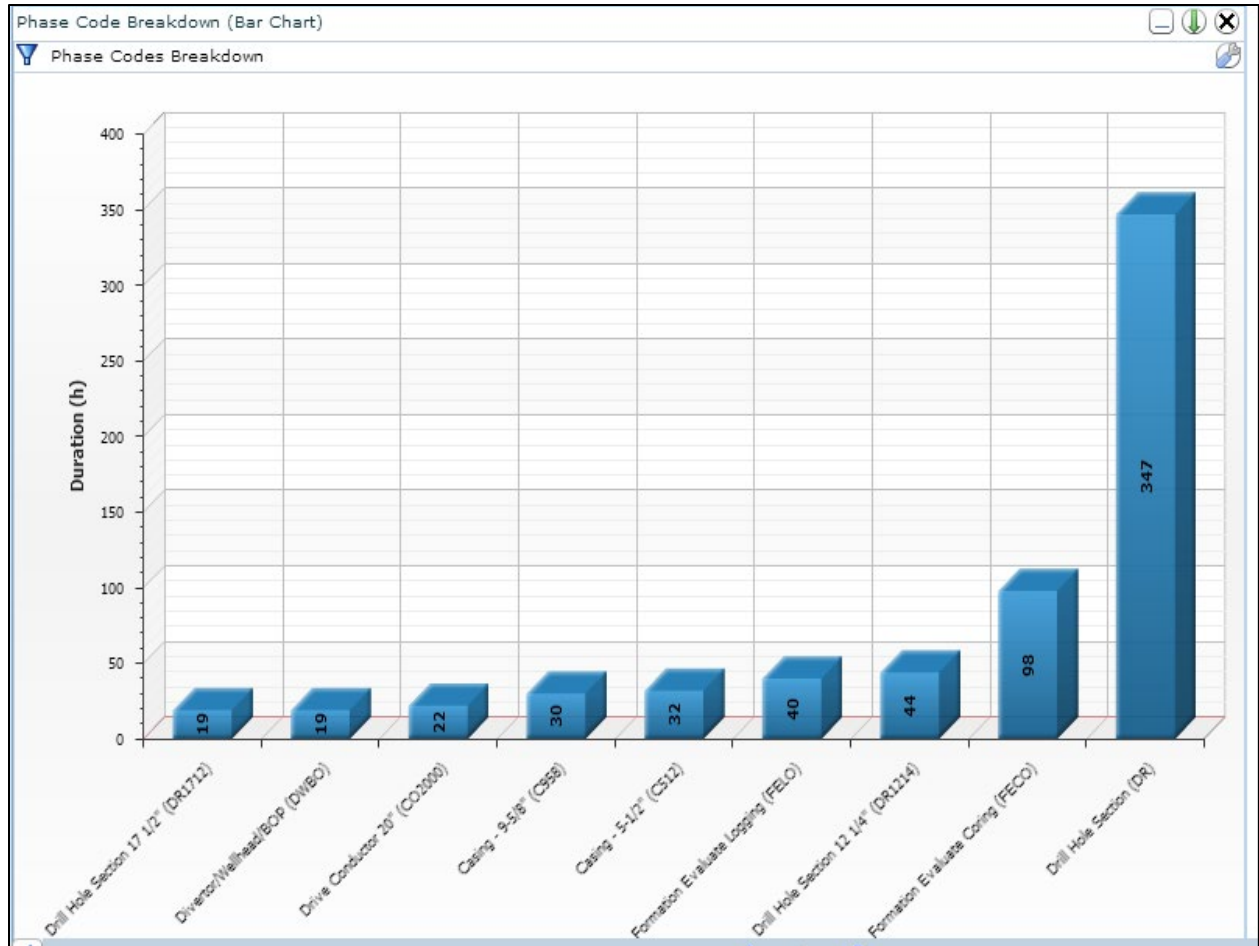 Phase Code Breakdown (Bar Chart)
Phase Codes Breakdown
Duration (h)
400
350
300
250
200
150
100
50
0
19
19
22
30
32
40
44
98
347
Drill Hole Section 17 1/2" (DR1712)
Divertor/Wellhead/BOP (DWBO)
Drive Conductor 20" (CO2000)
Casing - 9-5/8" (C958)
Casing - 5-1/2" (C512)
Formation Evaluate Logging (FELO)
Drill Hole Section 12 1/4" (DR1214)
Formation Evaluate Coring (FECO)
Drill Hole Section (DR)